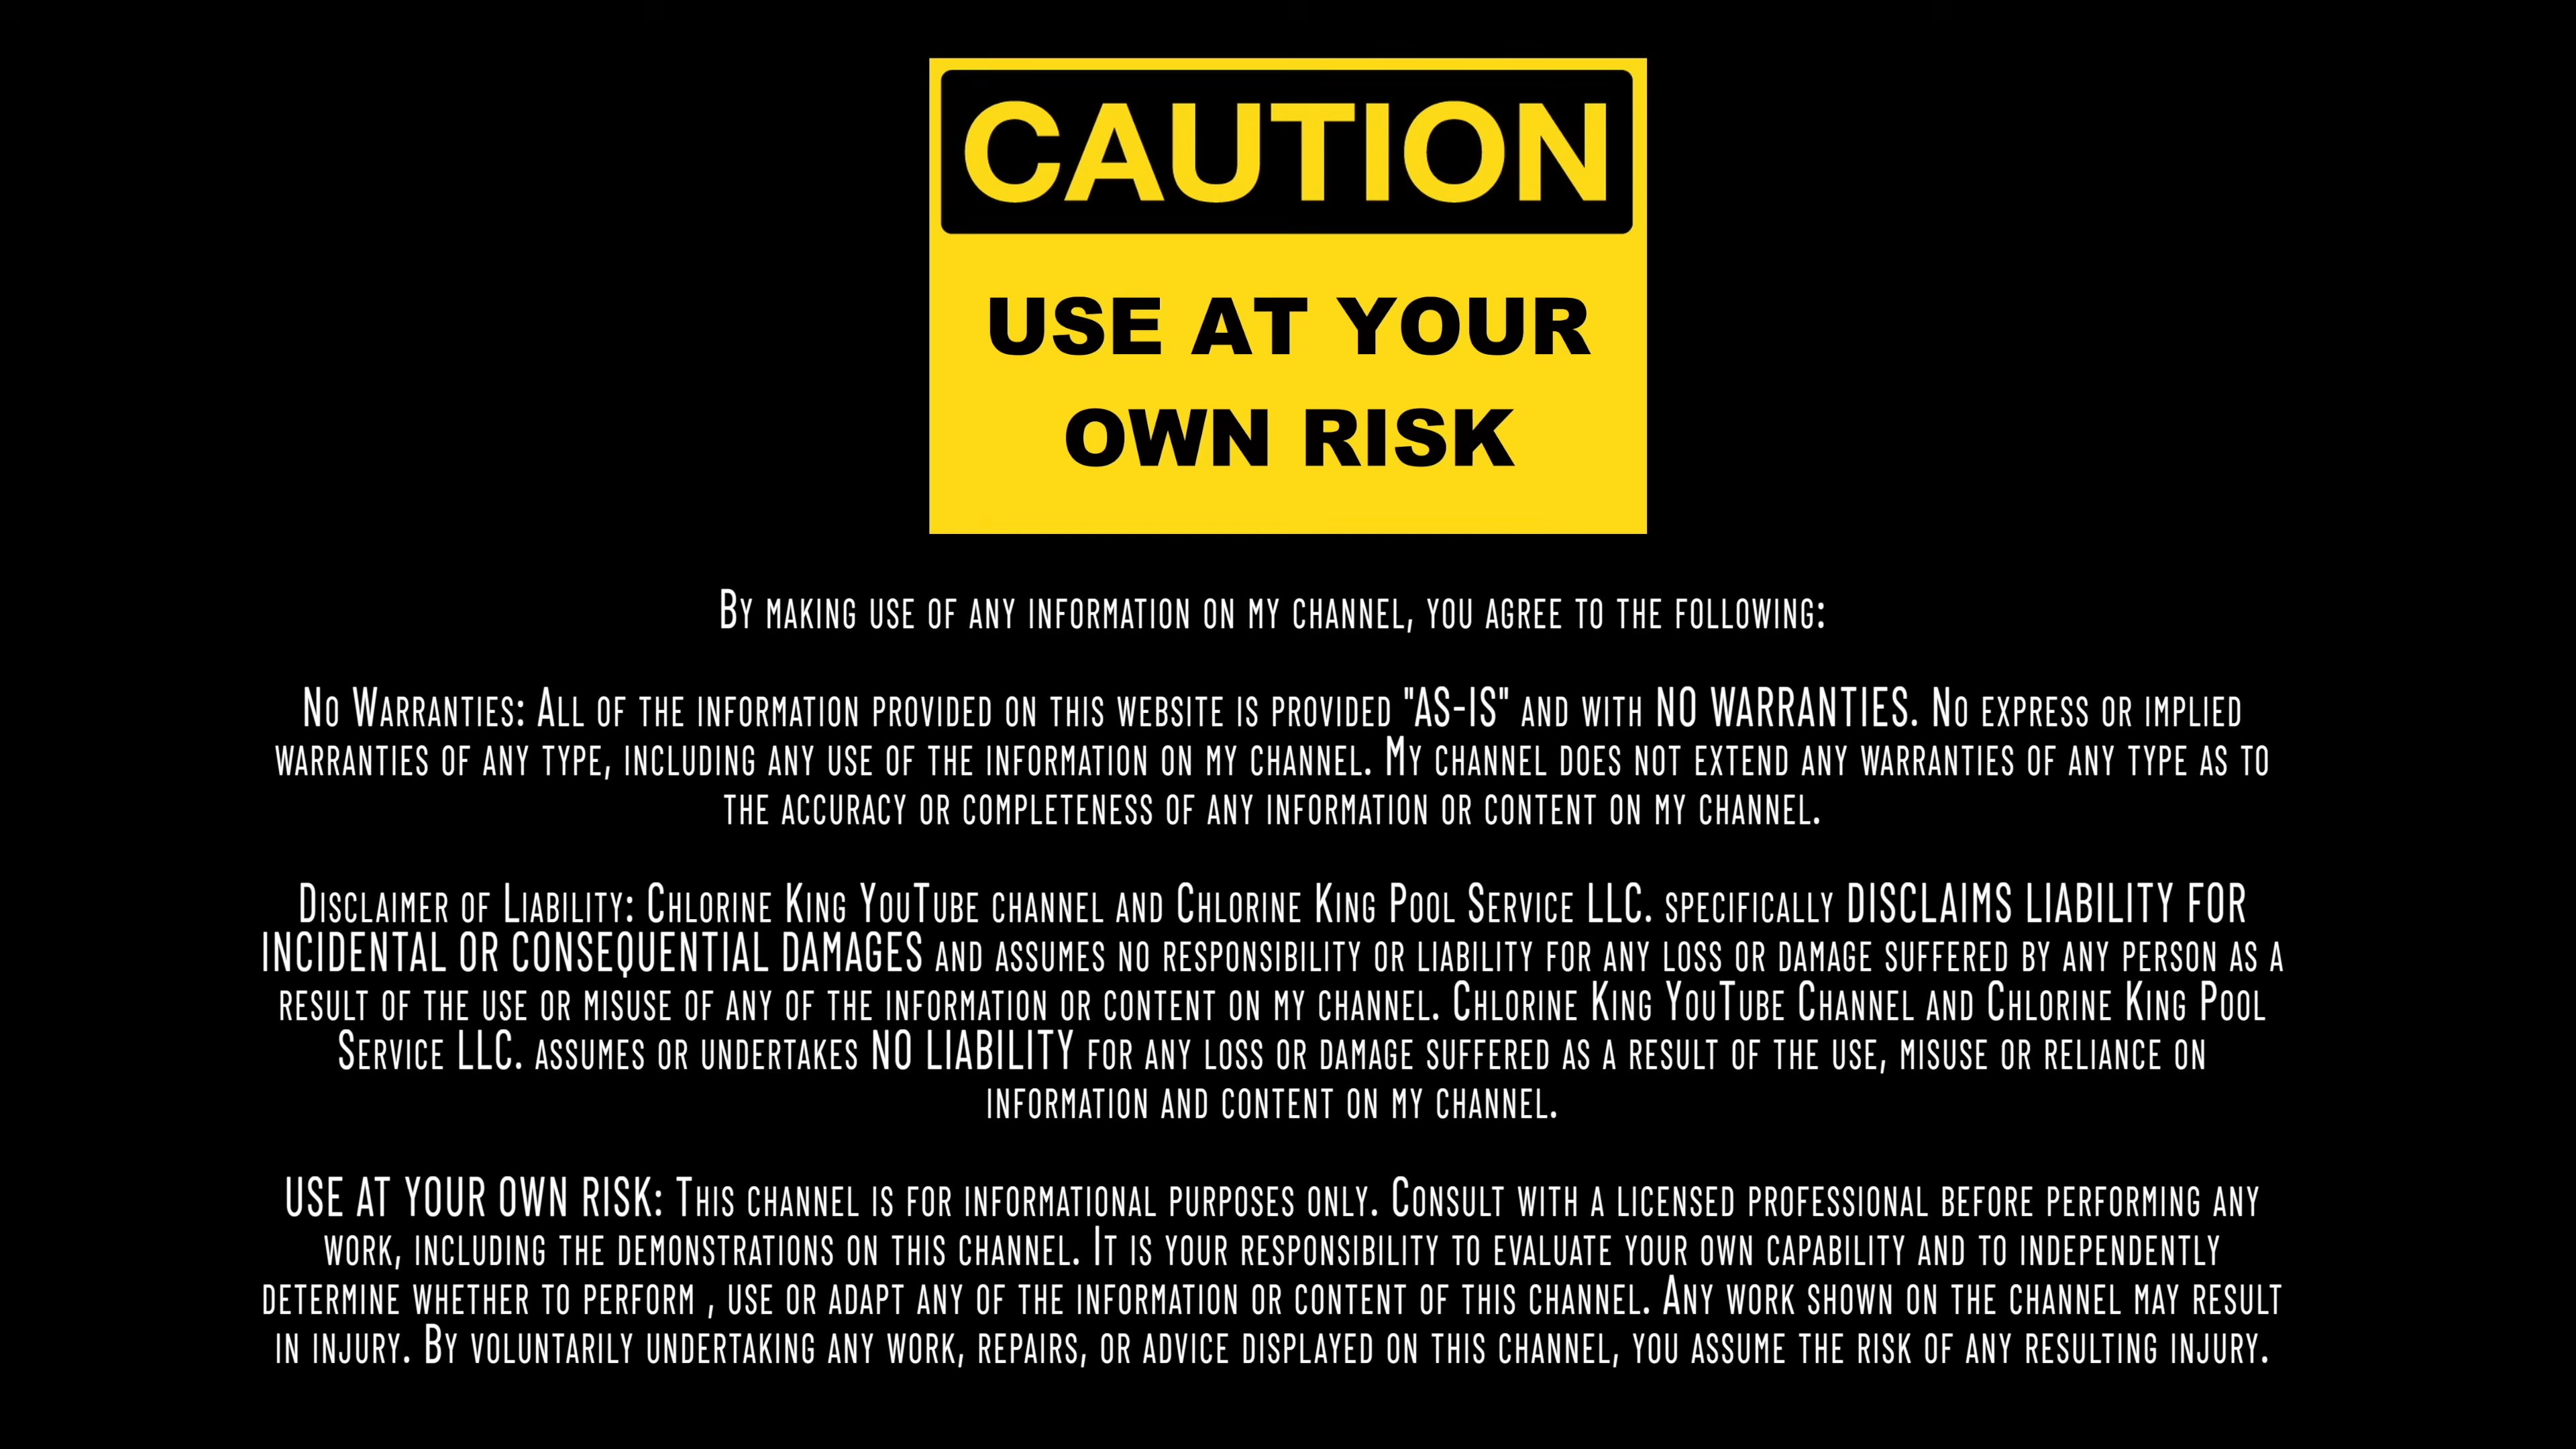 CAUTION
USE AT YOUR
OWN RISK
By making use of any information on my channel, you agree to the following:
No Warranties: All of the information provided on this website is provided "AS-IS" and with NO WARRANTIES. No express or implied
warranties of any type, including any use of the information on my channel. My channel does not extend any warranties of any type as to
the accuracy or completeness of any information or content on my channel.
Disclaimer of Liability: Chlorine King YouTube channel and Chlorine King Pool Service LLC. specifically DISCLAIMS LIABILITY FOR
INCIDENTAL OR CONSEQUENTIAL DAMAGES and assumes no responsibility or liability for any loss or damage suffered by any person as a
result of the use or misuse of any of the information or content on my channel. Chlorine King YouTube Channel and Chlorine King Pool
Service LLC. assumes or undertakes NO LIABILITY for any loss or damage suffered as a result of the use, misuse or reliance on
information and content on my channel.
USE AT YOUR OWN RISK: This channel is for informational purposes only. Consult with a licensed professional before performing any
work, including the demonstrations on this channel. It is your responsibility to evaluate your own capability and to independently
determine whether to perform , use or adapt any of the information or content of this channel. Any work shown on the channel may result
in injury. By voluntarily undertaking any work, repairs, or advice displayed on this channel, you assume the risk of any resulting injury.